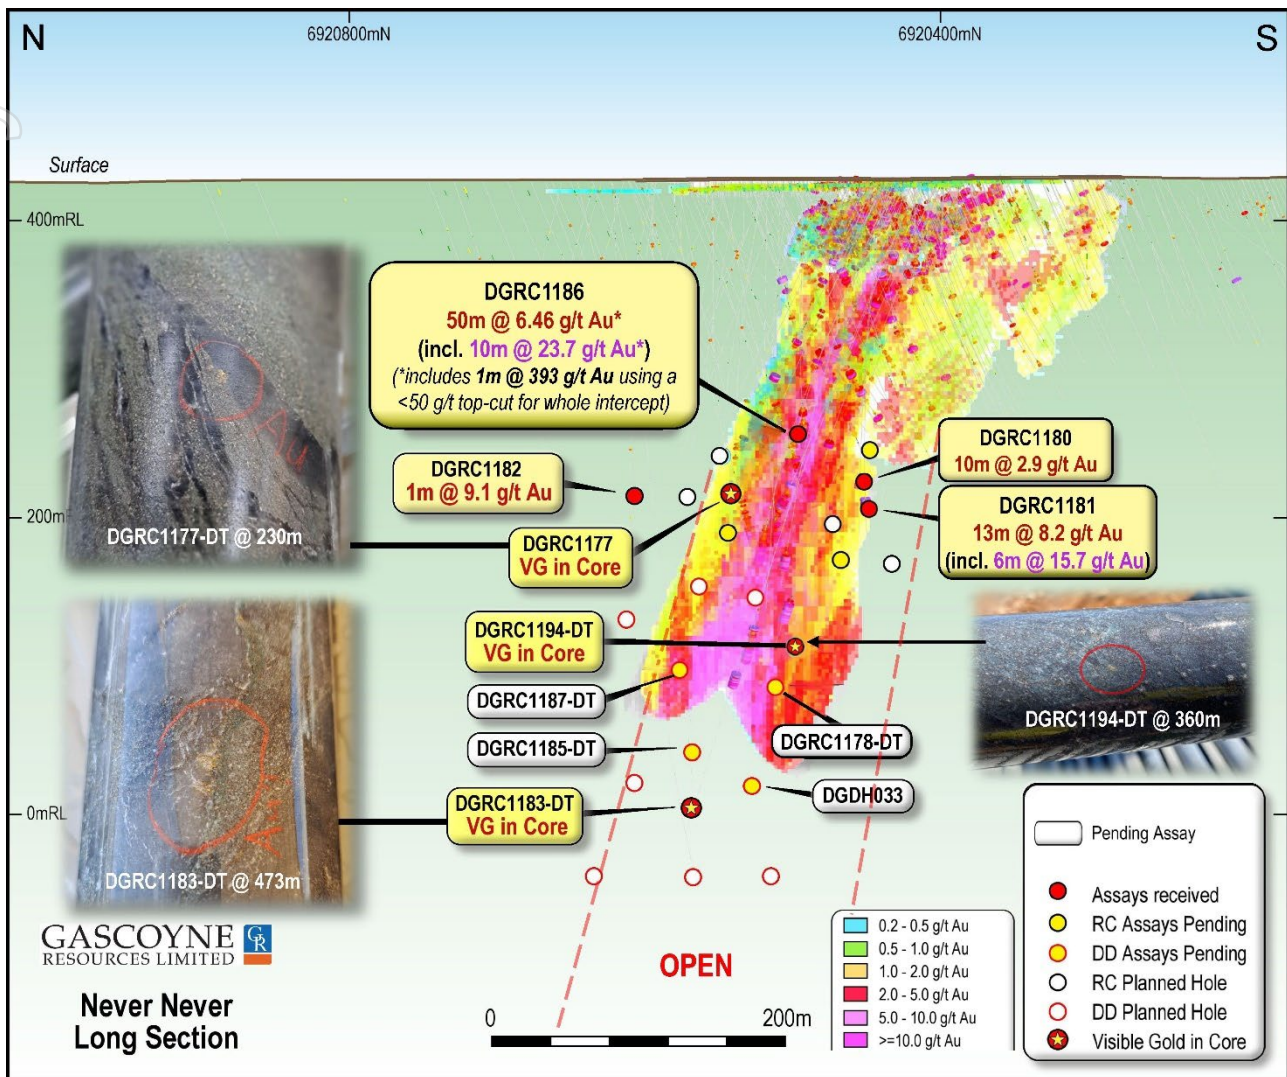 N
6920800mN
6920400mN
S
Surface
400mRL
DGRC1186
50m @ 6.46 g/t Au*
(incl. 10m @ 23.7 g/t Au*)
(*includes 1m @ 393 g/t Au using a
<50 g/t top-cut for whole intercept)
Au
DGRC1177-DT @ 230m
DGRC1182
1m @ 9.1 g/t Au
DGRC1180
10m @ 2.9 g/t Au
200mRL
DGRC1177
VG in Core
DGRC1181
13m @ 8.2 g/t Au
(incl. 6m @ 15.7 g/t Au)
DGRC1194-DT
VG in Core
DGRC1187-DT
DGRC1194-DT @ 360m
DGRC1185-DT
DGRC1178-DT
0mRL
DGRC1183-DT
VG in Core
DGDH033
DGRC1183-DT @ 473m
Pending Assay
Assays received
RC Assays Pending
DD Assays Pending
RC Planned Hole
DD Planned Hole
Visible Gold in Core
0.2 - 0.5 g/t Au
0.5 - 1.0 g/t Au
1.0 - 2.0 g/t Au
2.0 - 5.0 g/t Au
5.0 - 10.0 g/t Au
>=10.0 g/t Au
GASCOYNE
RESOURCES LIMITED
GR
OPEN
Never Never
Long Section
0
200m